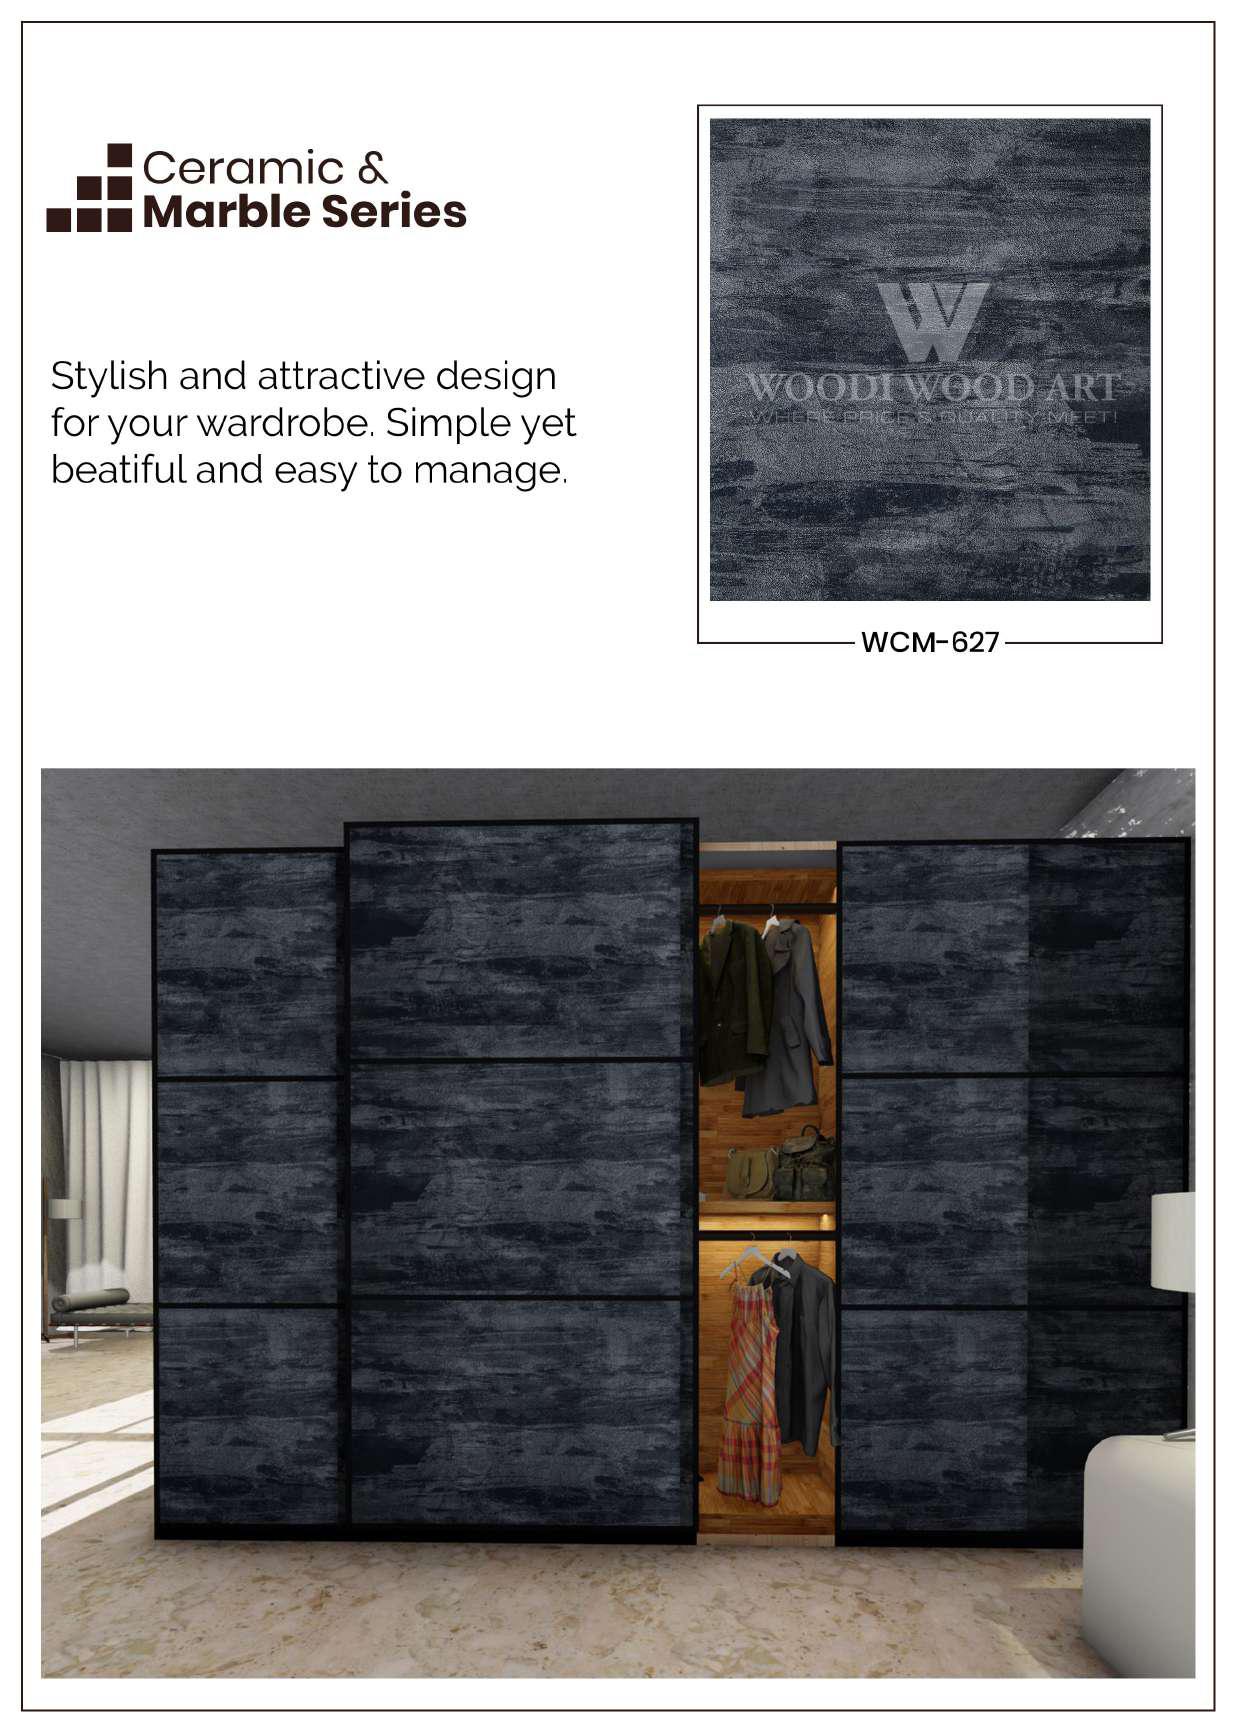 Ceramic &
Marble Series
Stylish and attractive design
for your wardrobe. Simple yet
beatiful and easy to manage.
W
WOODI WOOD ART
WHERE PRICE & QUALITY MEET!
WCM-627